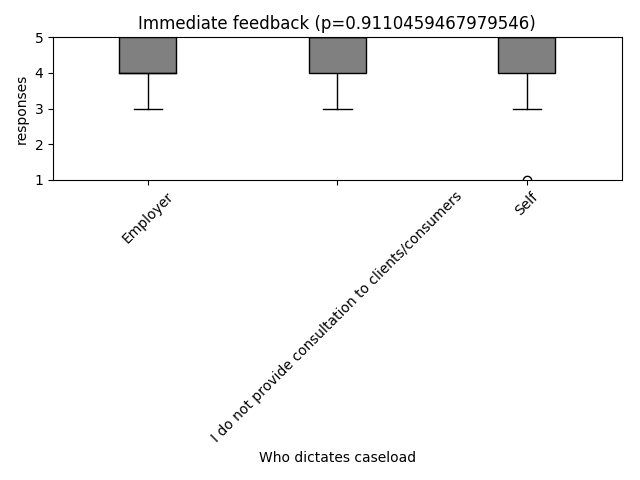 Immediate feedback (p=0.9110459467979546)
responses
5
4
3
2
1
Employer
I do not provide consultation to clients/consumers
Self
Who dictates caseload